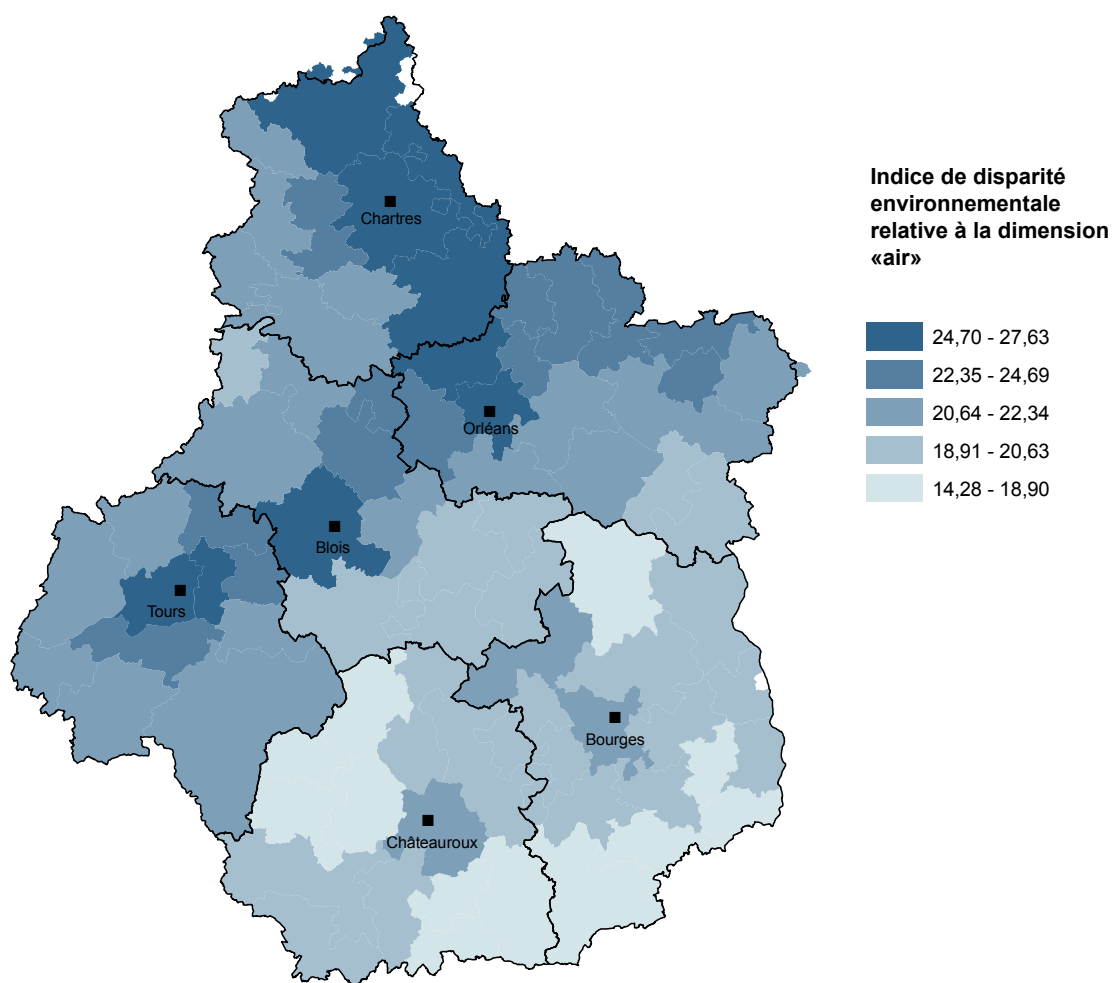 Indice de disparité
environnementale
relative à la dimension
«air»
24,70 - 27,63
22,35 - 24,69
20,64 - 22,34
18,91 - 20,63
14,28 - 18,90
Chartres
Orléans
Blois
Tours
Bourges
Châteauroux